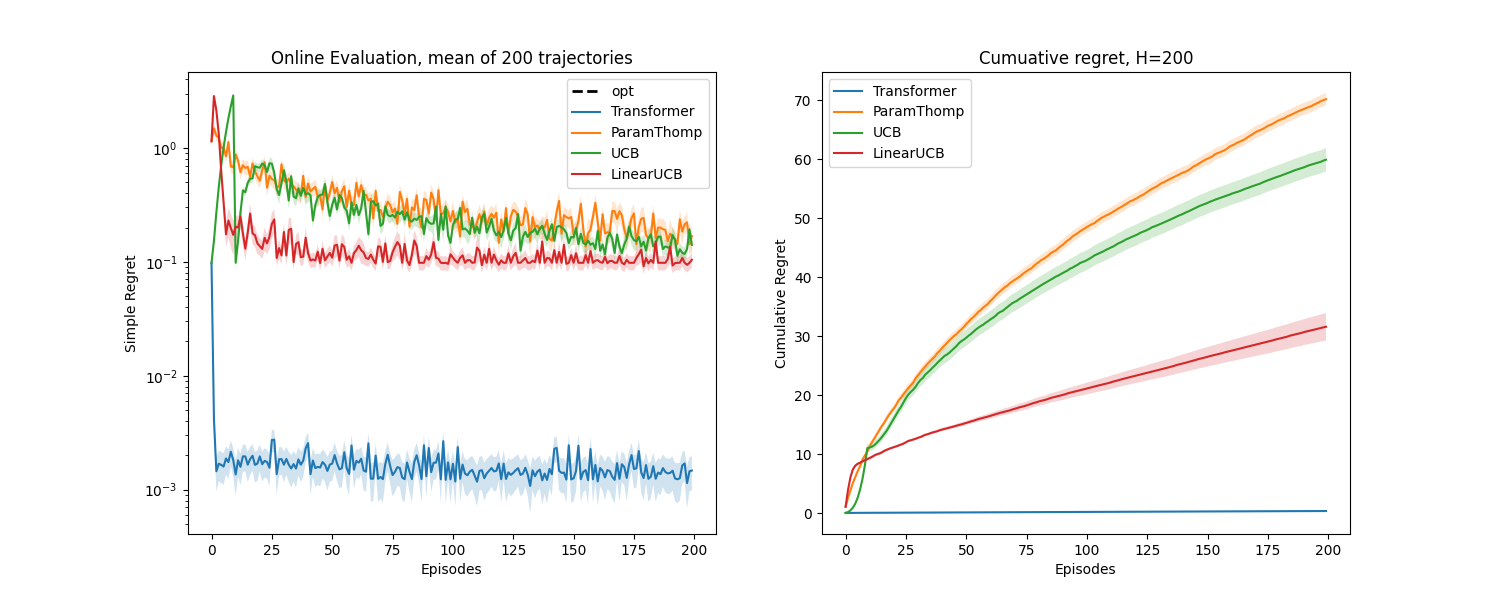 Online Evaluation, mean of 200 trajectories
Simple Regret
10⁰
10⁻¹
10⁻²
10⁻³
opt
Transformer
ParamThomp
UCB
LinearUCB
0 25 50 75 100 125 150 175 200
Episodes
Cumuative regret, H=200
Cumulative Regret
70
60
50
40
30
20
10
0
Transformer
ParamThomp
UCB
LinearUCB
0 25 50 75 100 125 150 175 200
Episodes